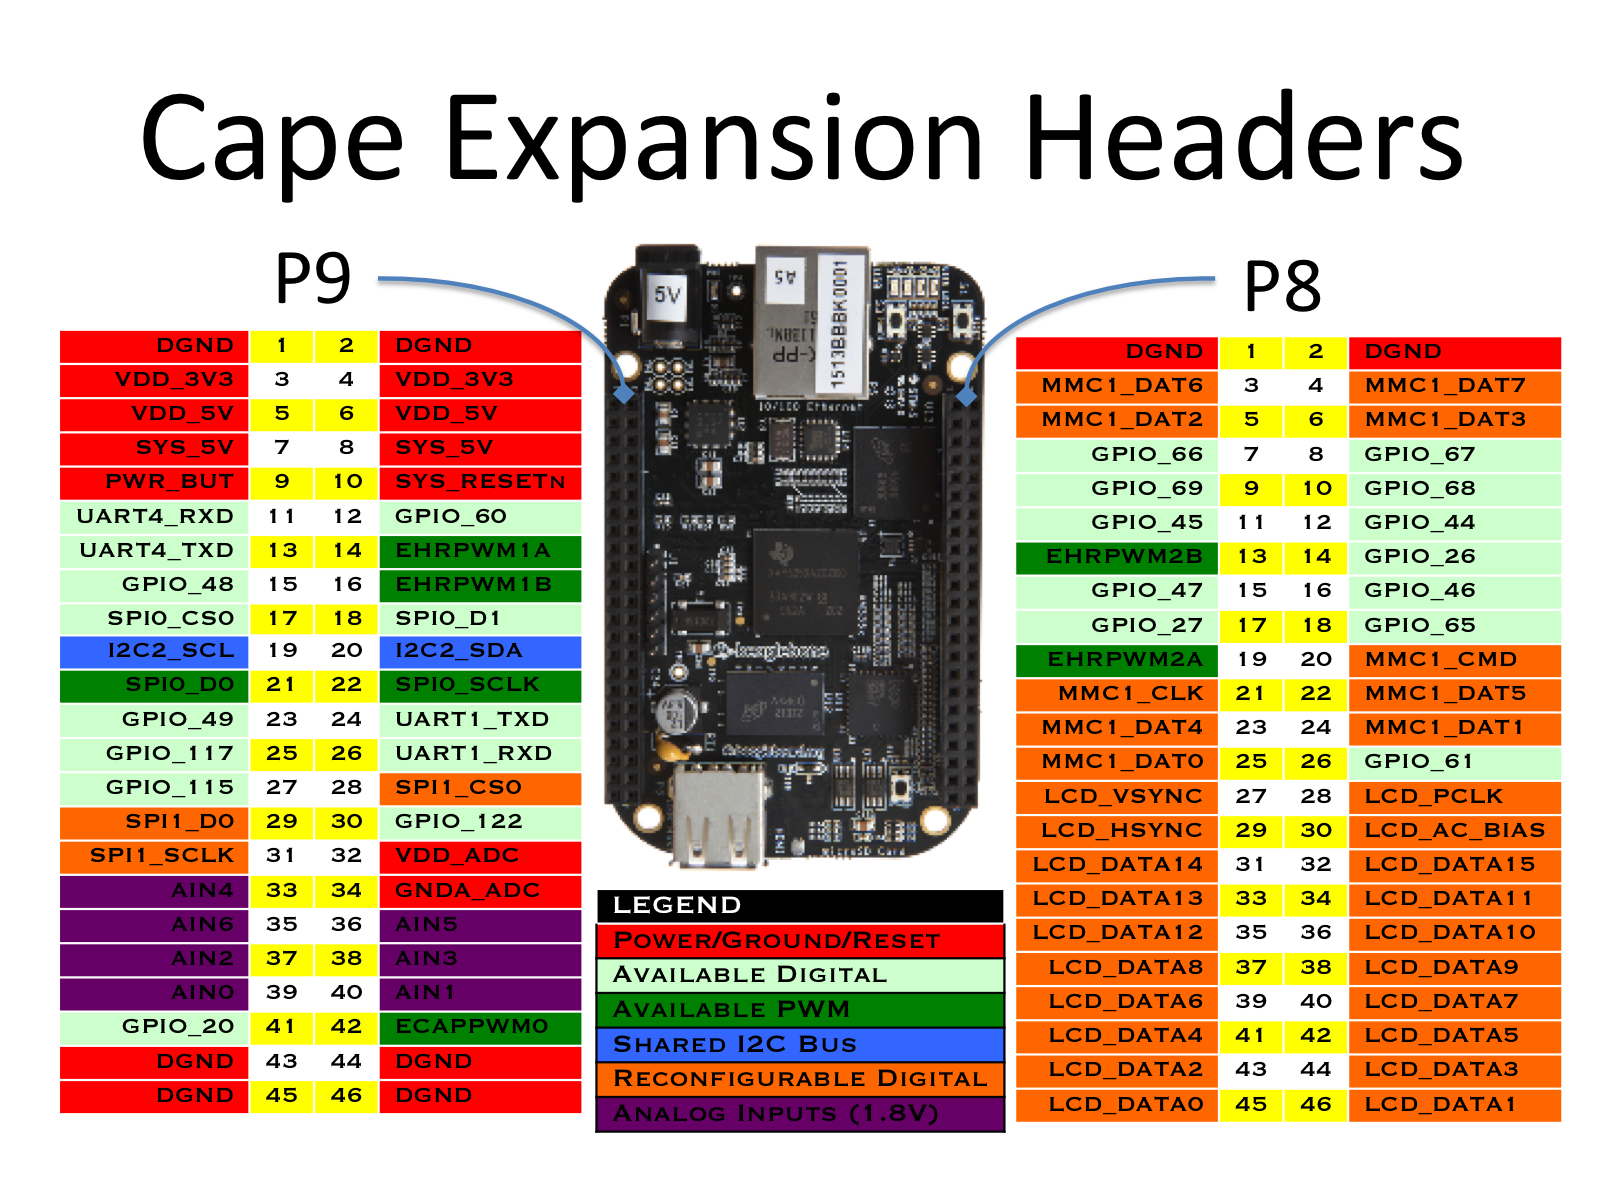 Cape Expansion Headers
P9
P8
DGND 1 2 DGND
VDD_3V3 3 4 VDD_3V3
VDD_5V 5 6 VDD_5V
SYS_5V 7 8 SYS_5V
PWR_BUT 9 10 SYS_RESETN
UART4_RXD 11 12 GPIO_60
UART4_TXD 13 14 EHRPWM1A
GPIO_48 15 16 EHRPWM1B
SPI0_CS0 17 18 SPI0_D1
I2C2_SCL 19 20 I2C2_SDA
SPI0_D0 21 22 SPI0_SCLK
GPIO_49 23 24 UART1_TXD
GPIO_117 25 26 UART1_RXD
GPIO_115 27 28 SPI1_CS0
SPI1_D0 29 30 GPIO_122
SPI1_SCLK 31 32 VDD_ADC
AIN4 33 34 GNDA_ADC
AIN6 35 36 AIN5
AIN2 37 38 AIN3
AIN0 39 40 AIN1
GPIO_20 41 42 ECAPPWM0
DGND 43 44 DGND
DGND 45 46 DGND
5V
A5
1513BBBK0001
10/100 Ethernet
beaglebone
microSD Card
LEGEND
POWER/GROUND/RESET
AVAILABLE DIGITAL
AVAILABLE PWM
SHARED I2C BUS
RECONFIGURABLE DIGITAL
ANALOG INPUTS (1.8V)
DGND 1 2 DGND
MMC1_DAT6 3 4 MMC1_DAT7
MMC1_DAT2 5 6 MMC1_DAT3
GPIO_66 7 8 GPIO_67
GPIO_69 9 10 GPIO_68
GPIO_45 11 12 GPIO_44
EHRPWM2B 13 14 GPIO_26
GPIO_47 15 16 GPIO_46
GPIO_27 17 18 GPIO_65
EHRPWM2A 19 20 MMC1_CMD
MMC1_CLK 21 22 MMC1_DAT5
MMC1_DAT4 23 24 MMC1_DAT1
MMC1_DAT0 25 26 GPIO_61
LCD_VSYNC 27 28 LCD_PCLK
LCD_HSYNC 29 30 LCD_AC_BIAS
LCD_DATA14 31 32 LCD_DATA15
LCD_DATA13 33 34 LCD_DATA11
LCD_DATA12 35 36 LCD_DATA10
LCD_DATA8 37 38 LCD_DATA9
LCD_DATA6 39 40 LCD_DATA7
LCD_DATA4 41 42 LCD_DATA5
LCD_DATA2 43 44 LCD_DATA3
LCD_DATA0 45 46 LCD_DATA1